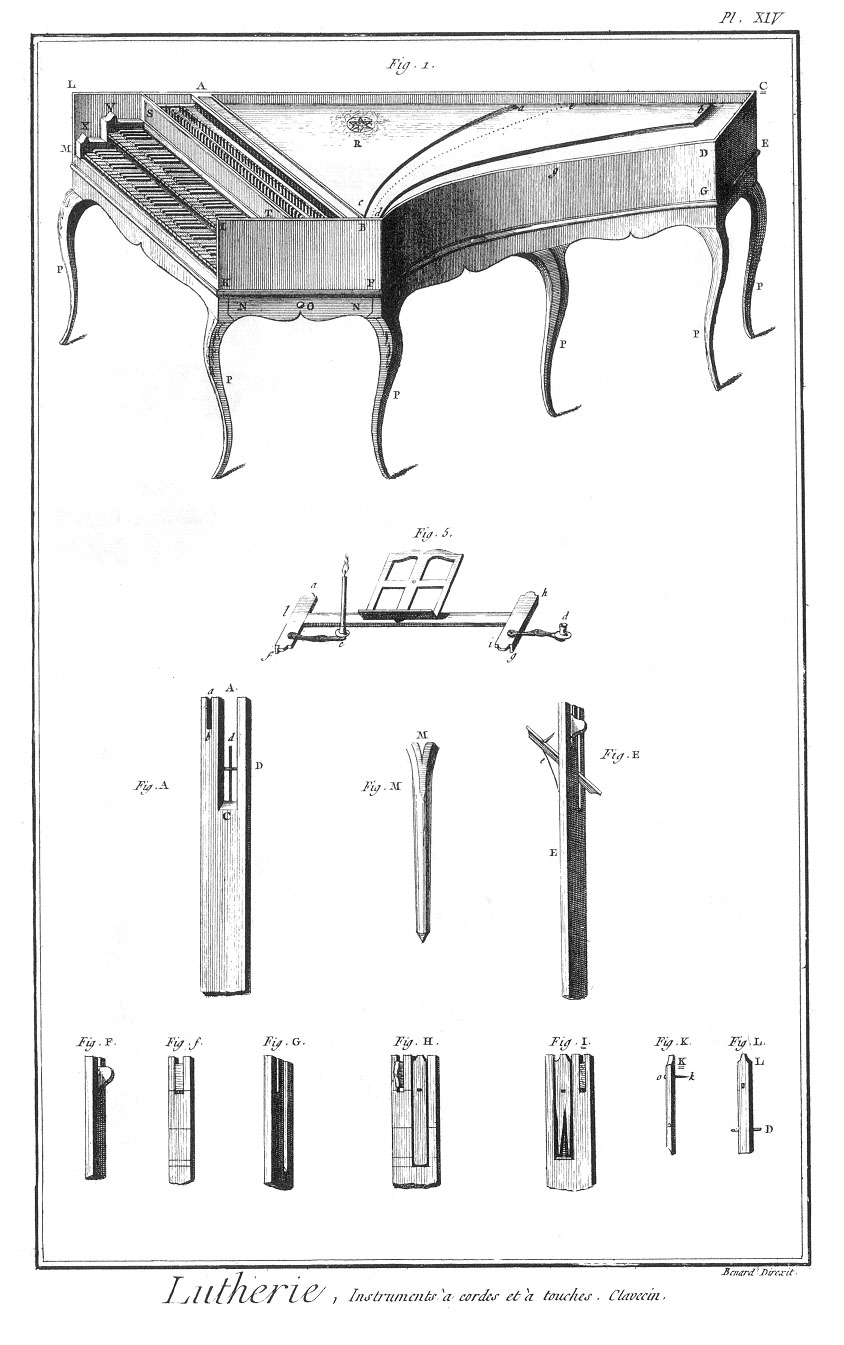 Pl. XIV
Fig. 1.
L A C
V S
X
M R c a e b E
D
g G
T c d
I B
K F
N O N
P P P P P P
Fig. 5.
a h
l d
f e i g
a A.
b d D
Fig. A
C
M
Fig. M
Fig. E
e
E
Fig. F. Fig. f. Fig. G. Fig. H. Fig. I. Fig. K. Fig. L.
K L
o k
D
Benard Direxit.
Lutherie, Instruments à cordes et à touches. Clavecin.